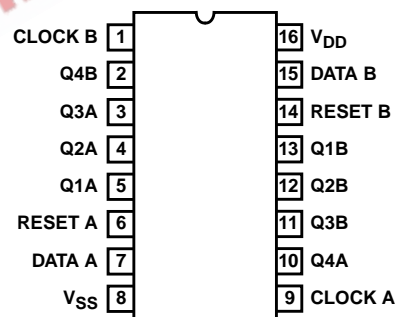 CLOCK B 1 16 VDD
Q4B 2 15 DATA B
Q3A 3 14 RESET B
Q2A 4 13 Q1B
Q1A 5 12 Q2B
RESET A 6 11 Q3B
DATA A 7 10 Q4A
VSS 8 9 CLOCK A